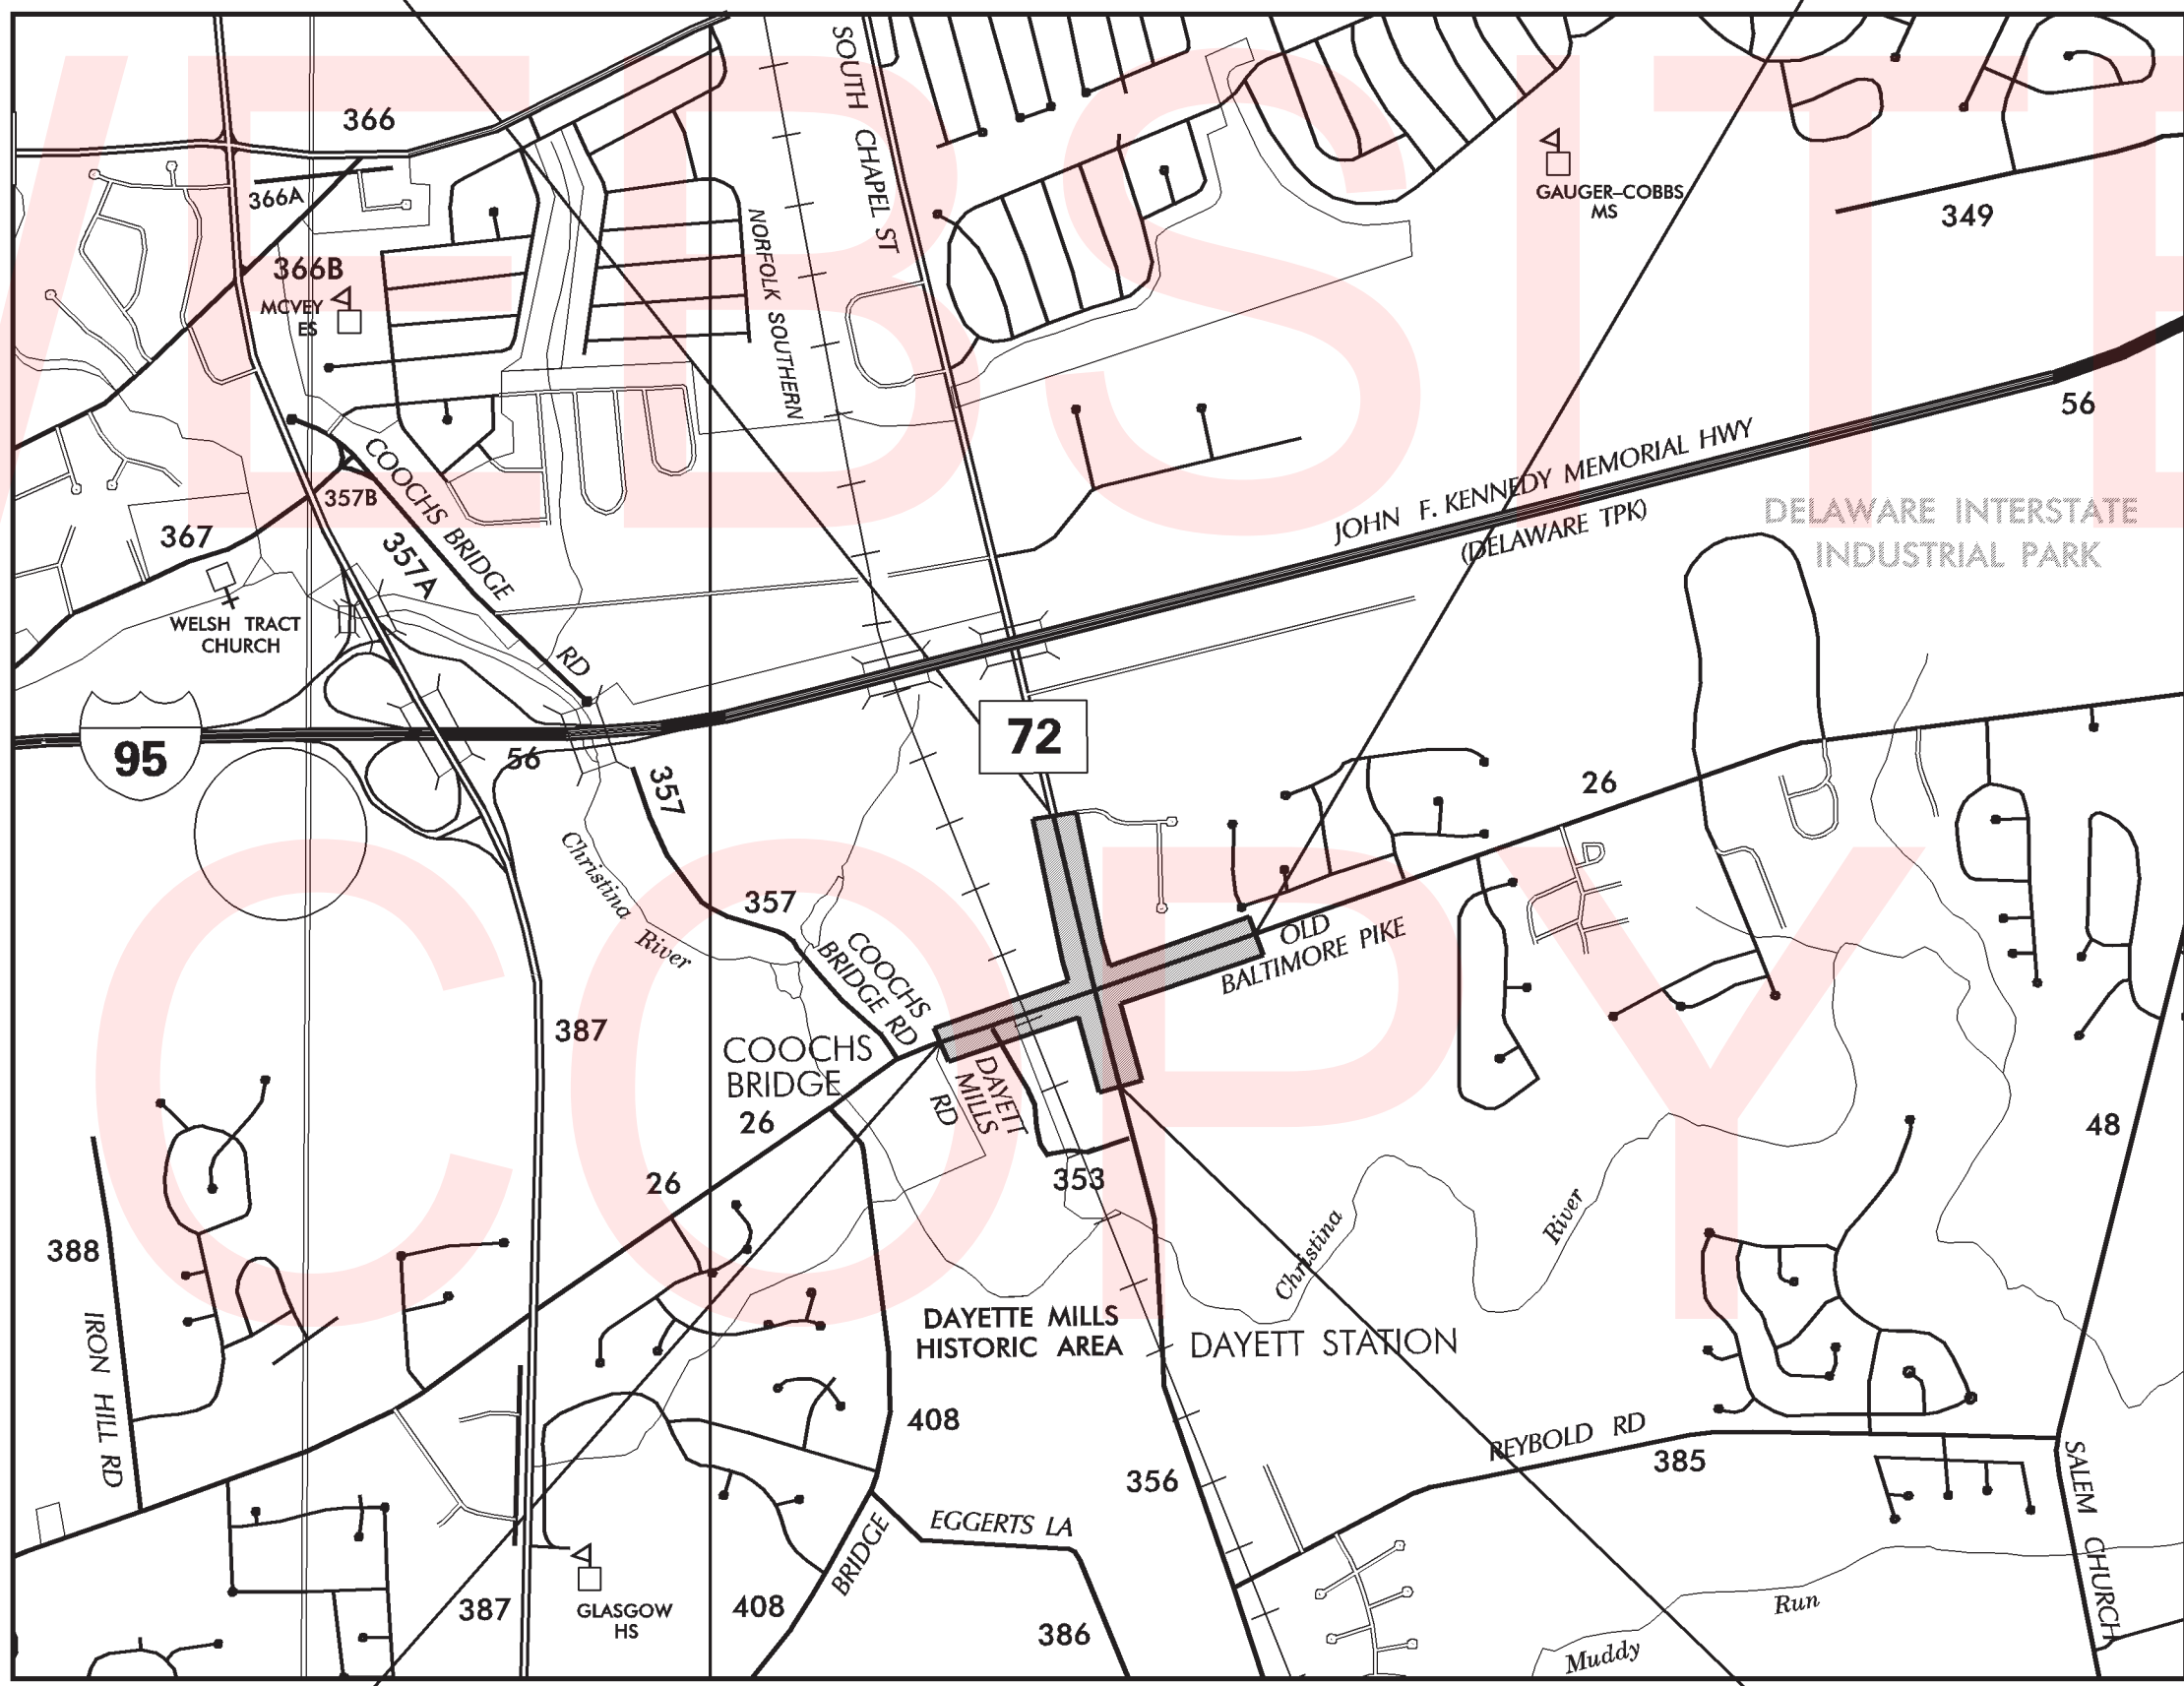 WEBSITE
COPY
366
366A
366B
MCVEY
ES
NORFOLK SOUTHERN
SOUTH CHAPEL ST
GAUGER–COBBS
MS
349
56
JOHN F. KENNEDY MEMORIAL HWY
(DELAWARE TPK)
DELAWARE INTERSTATE
INDUSTRIAL PARK
COOCHS BRIDGE RD
357B
357A
367
WELSH TRACT
CHURCH
95
56
72
357
26
Christina River
357
COOCHS
BRIDGE RD
OLD
BALTIMORE PIKE
387
COOCHS
BRIDGE
26
DAYETT
MILLS
RD
353
48
26
388
IRON HILL RD
Christina River
DAYETTE MILLS
HISTORIC AREA
DAYETT STATION
408
356
REYBOLD RD
385
SALEM CHURCH
EGGERTS LA
BRIDGE
387
GLASGOW
HS
408
386
Muddy Run